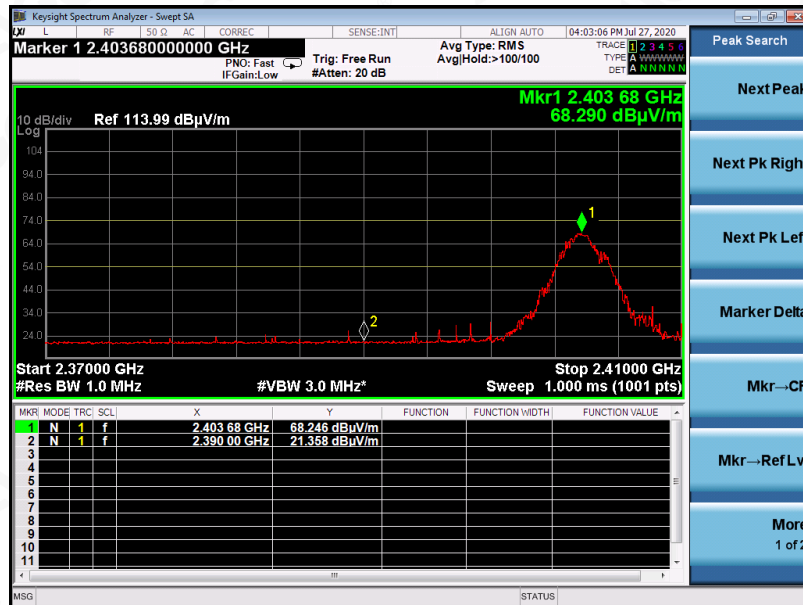 Keysight Spectrum Analyzer - Swept SA
LXI L RF 50 Ω AC CORREC SENSE:INT ALIGN AUTO 04:03:06 PM Jul 27, 2020
Marker 1 2.403680000000 GHz
PNO: Fast
IFGain:Low
Trig: Free Run
#Atten: 20 dB
Avg Type: RMS
Avg|Hold:>100/100
TRACE 1 2 3 4 5 6
TYPE A WWWWW
DET A N N N N N
Peak Search
Mkr1 2.403 68 GHz
68.290 dBµV/m
10 dB/div Ref 113.99 dBµV/m
Log
104
94.0
84.0
74.0
64.0
54.0
44.0
34.0
24.0
1
2
Start 2.37000 GHz
Stop 2.41000 GHz
#Res BW 1.0 MHz
#VBW 3.0 MHz*
Sweep 1.000 ms (1001 pts)
MKR MODE TRC SCL X Y FUNCTION FUNCTION WIDTH FUNCTION VALUE
1 N 1 f 2.403 68 GHz 68.246 dBµV/m
2 N 1 f 2.390 00 GHz 21.358 dBµV/m
3
4
5
6
7
8
9
10
11
MSG
STATUS
Next Peak
Next Pk Righ
Next Pk Lef
Marker Delta
Mkr→CF
Mkr→Ref Lv
More
1 of 2